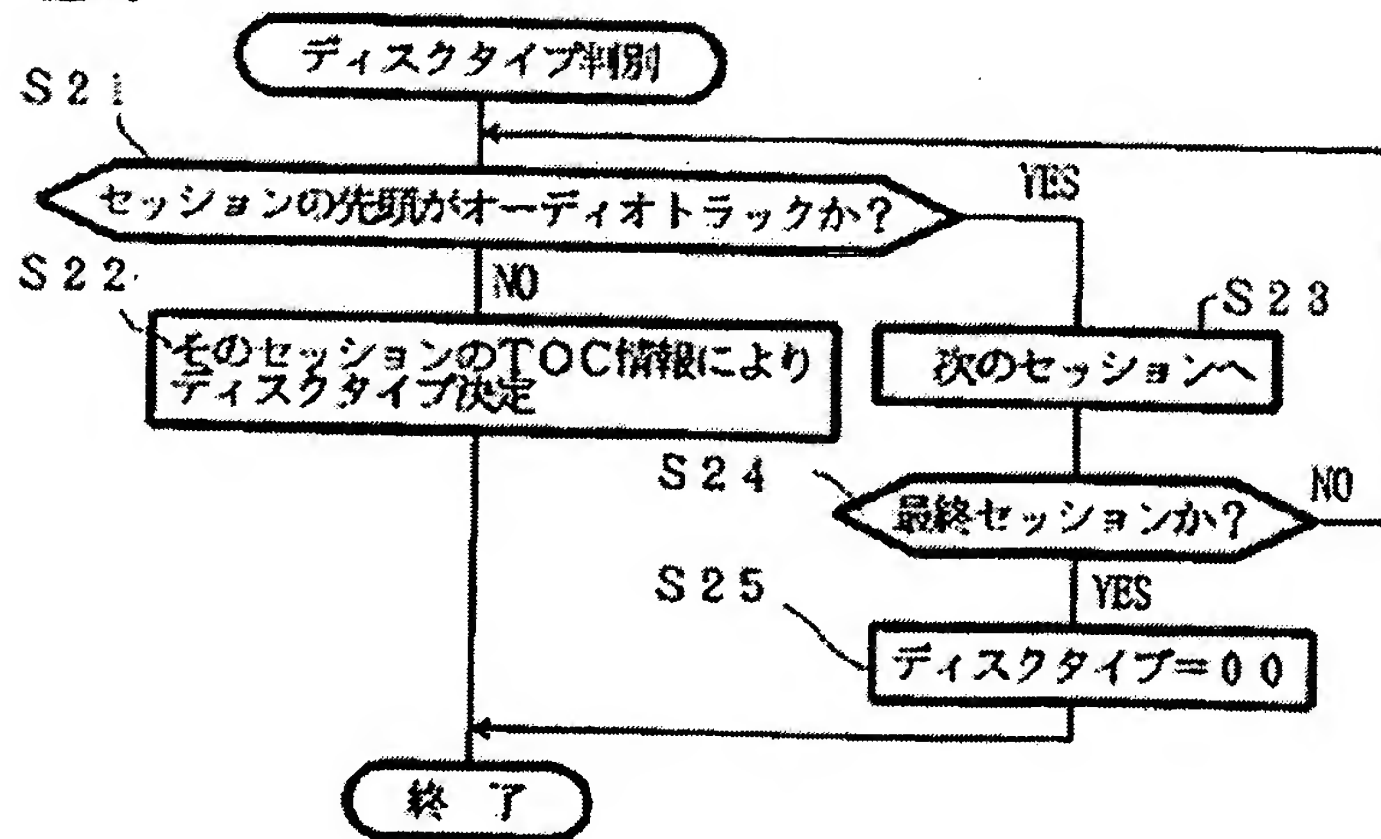 ディスクタイプ判別
S21
セッションの先頭がオーディオトラックか?
YES
NO
S22
そのセッションのTOC情報により
ディスクタイプ決定
S23
次のセッションへ
S24
最終セッションか?
NO
YES
S25
ディスクタイプ=00
終了